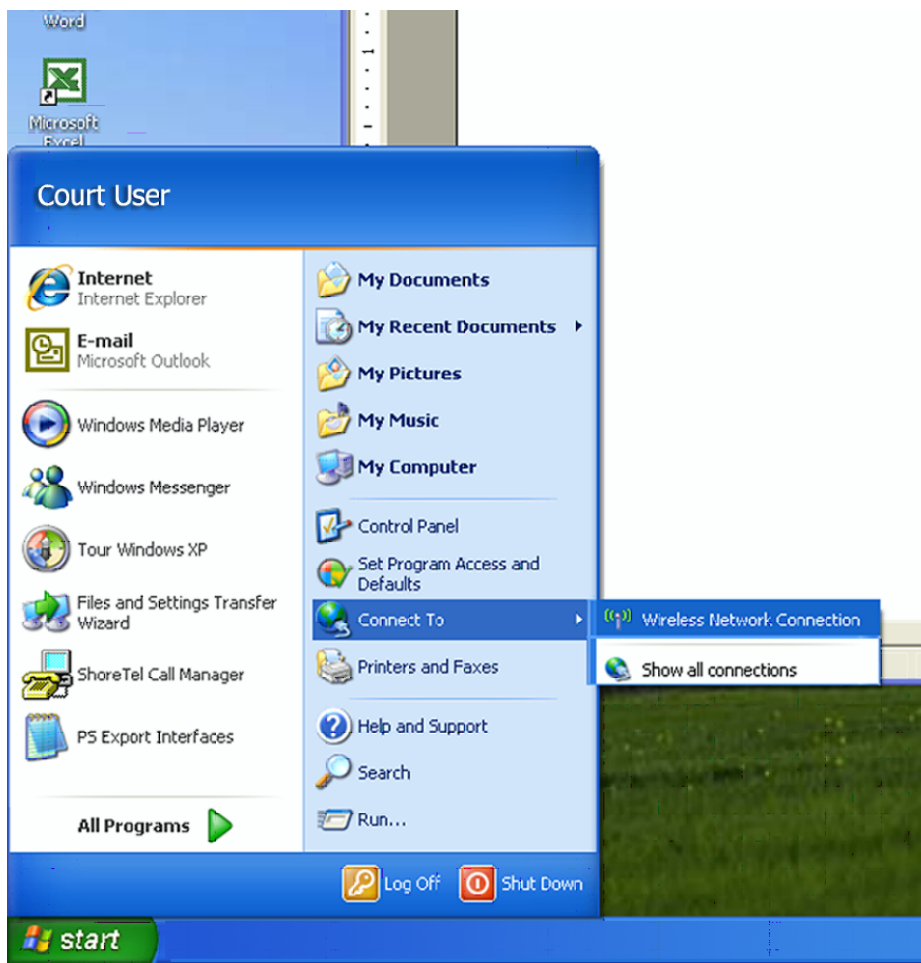 Word
Microsoft
Excel
Court User
Internet
Internet Explorer
E-mail
Microsoft Outlook
Windows Media Player
Windows Messenger
Tour Windows XP
Files and Settings Transfer
Wizard
ShoreTel Call Manager
PS Export Interfaces
All Programs
My Documents
My Recent Documents
My Pictures
My Music
My Computer
Control Panel
Set Program Access and
Defaults
Connect To
Printers and Faxes
Help and Support
Search
Run...
Wireless Network Connection
Show all connections
Log Off
Shut Down
start